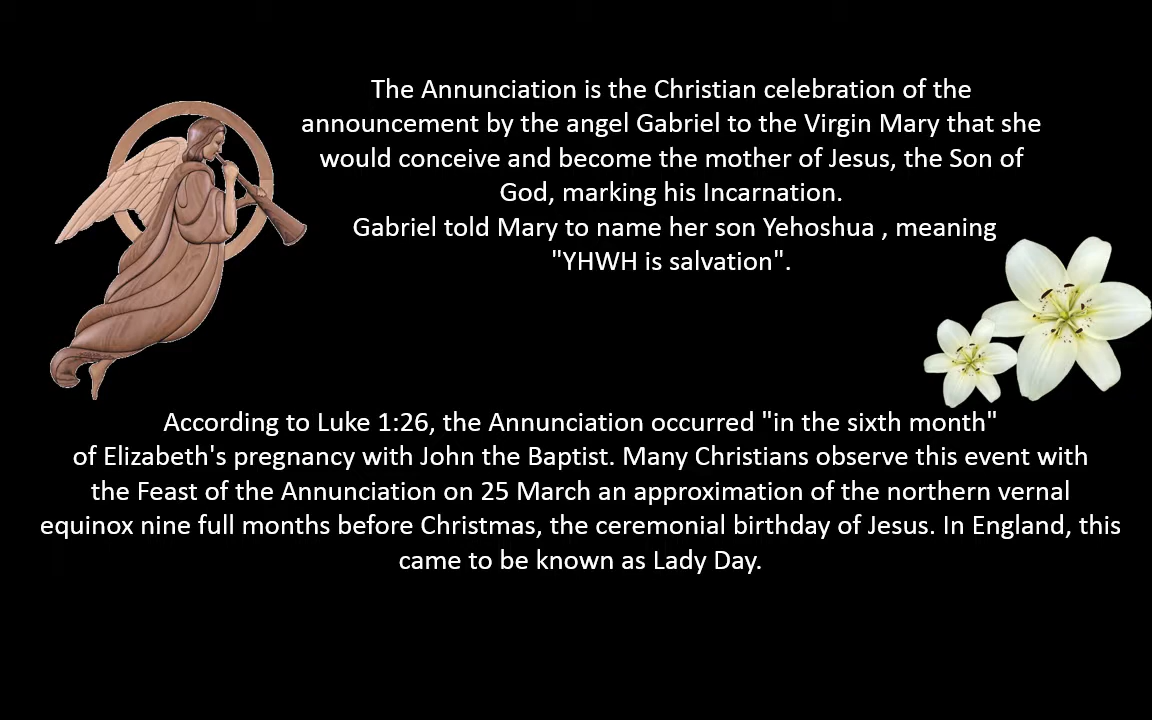 The Annunciation is the Christian celebration of the
announcement by the angel Gabriel to the Virgin Mary that she
would conceive and become the mother of Jesus, the Son of
God, marking his Incarnation.
Gabriel told Mary to name her son Yehoshua , meaning
"YHWH is salvation".
According to Luke 1:26, the Annunciation occurred "in the sixth month"
of Elizabeth's pregnancy with John the Baptist. Many Christians observe this event with
the Feast of the Annunciation on 25 March an approximation of the northern vernal
equinox nine full months before Christmas, the ceremonial birthday of Jesus. In England, this
came to be known as Lady Day.